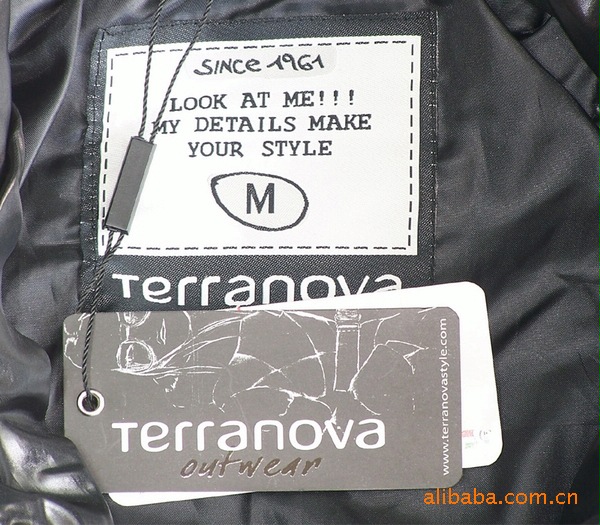 SINCE 1961
LOOK AT ME!!!
MY DETAILS MAKE
YOUR STYLE
M
Terranova
Terranova
outwear
www.terranovastyle.com
alibaba.com.cn